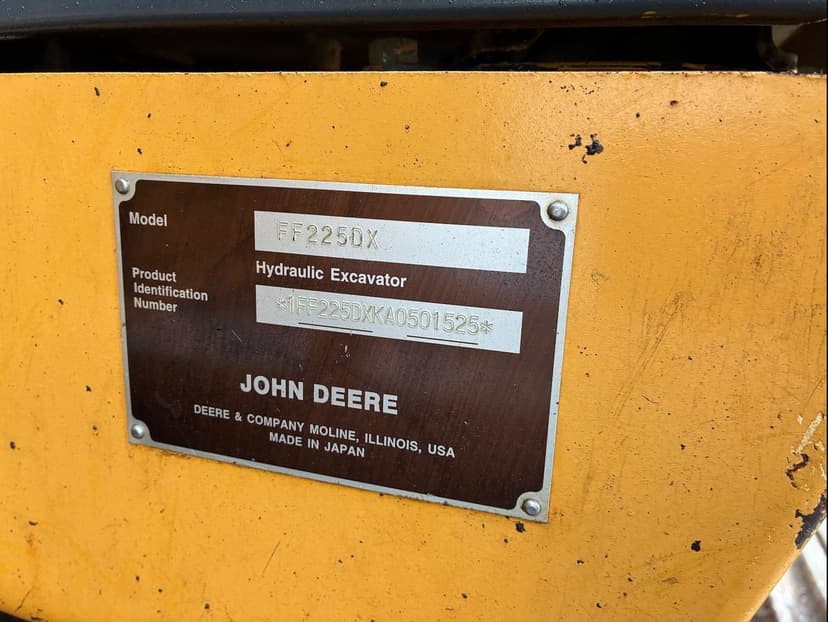 Model
FF225DX
Hydraulic Excavator
Product
Identification
Number
*1FF225DXKA0501525*
JOHN DEERE
DEERE & COMPANY MOLINE, ILLINOIS, USA
MADE IN JAPAN